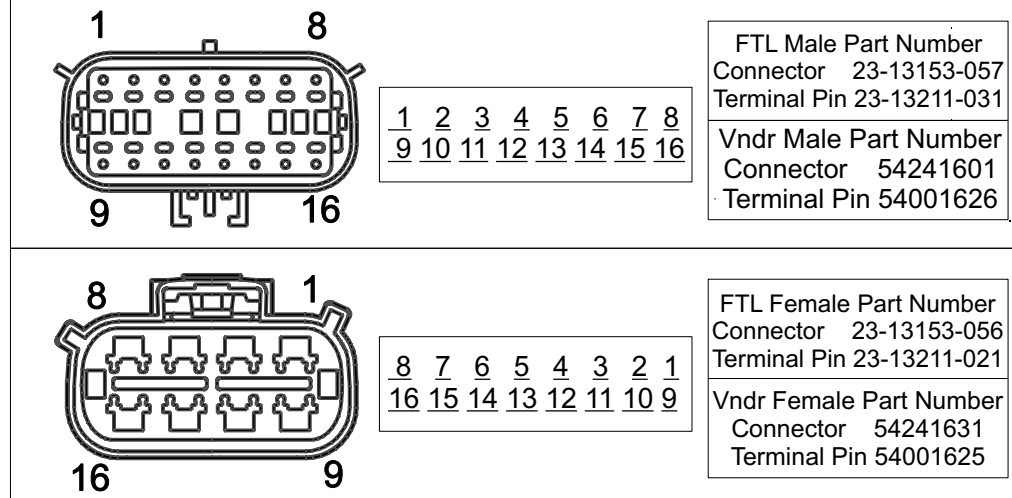 1 8
9 16
1 2 3 4 5 6 7 8
9 10 11 12 13 14 15 16
FTL Male Part Number
Connector 23-13153-057
Terminal Pin 23-13211-031
Vndr Male Part Number
Connector 54241601
Terminal Pin 54001626
8 1
16 9
8 7 6 5 4 3 2 1
16 15 14 13 12 11 10 9
FTL Female Part Number
Connector 23-13153-056
Terminal Pin 23-13211-021
Vndr Female Part Number
Connector 54241631
Terminal Pin 54001625